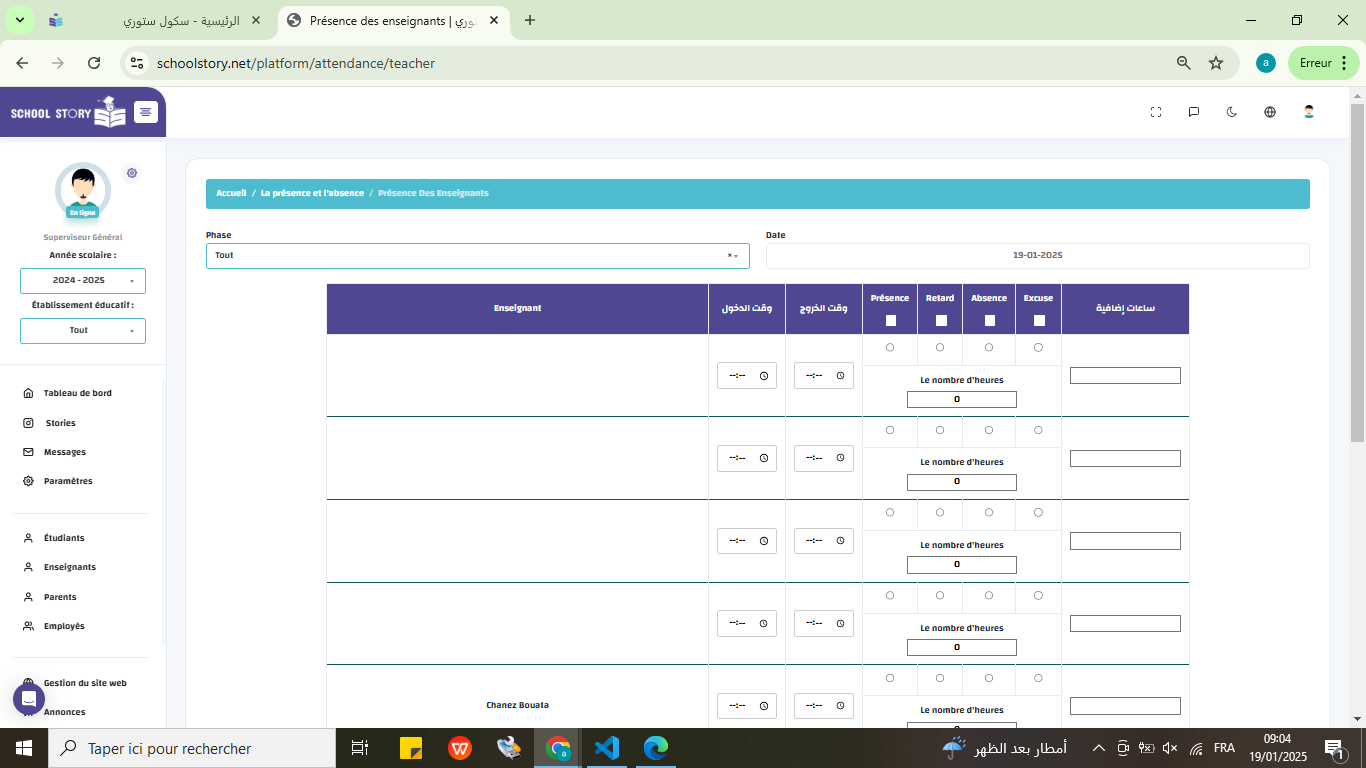 الرئيسية - سكول ستوري
Présence des enseignants | وري
schoolstory.net/platform/attendance/teacher
a
Erreur
SCHOOL STORY
En ligne
Superviseur Général
Année scolaire :
2024 - 2025
Établissement éducatif :
Tout
Tableau de bord
Stories
Messages
Paramètres
Étudiants
Enseignants
Parents
Employés
Gestion du site web
Annonces
Accueil / La présence et l'absence / Présence Des Enseignants
Phase
Tout
×
Date
19-01-2025
Enseignant
وقت الدخول
وقت الخروج
Présence
Retard
Absence
Excuse
ساعات إضافية
--:--
--:--
Le nombre d'heures
0
--:--
--:--
Le nombre d'heures
0
--:--
--:--
Le nombre d'heures
0
--:--
--:--
Le nombre d'heures
0
Chanez Bouata
--:--
--:--
Le nombre d'heures
Taper ici pour rechercher
أمطار بعد الظهر
FRA
09:04
19/01/2025
1